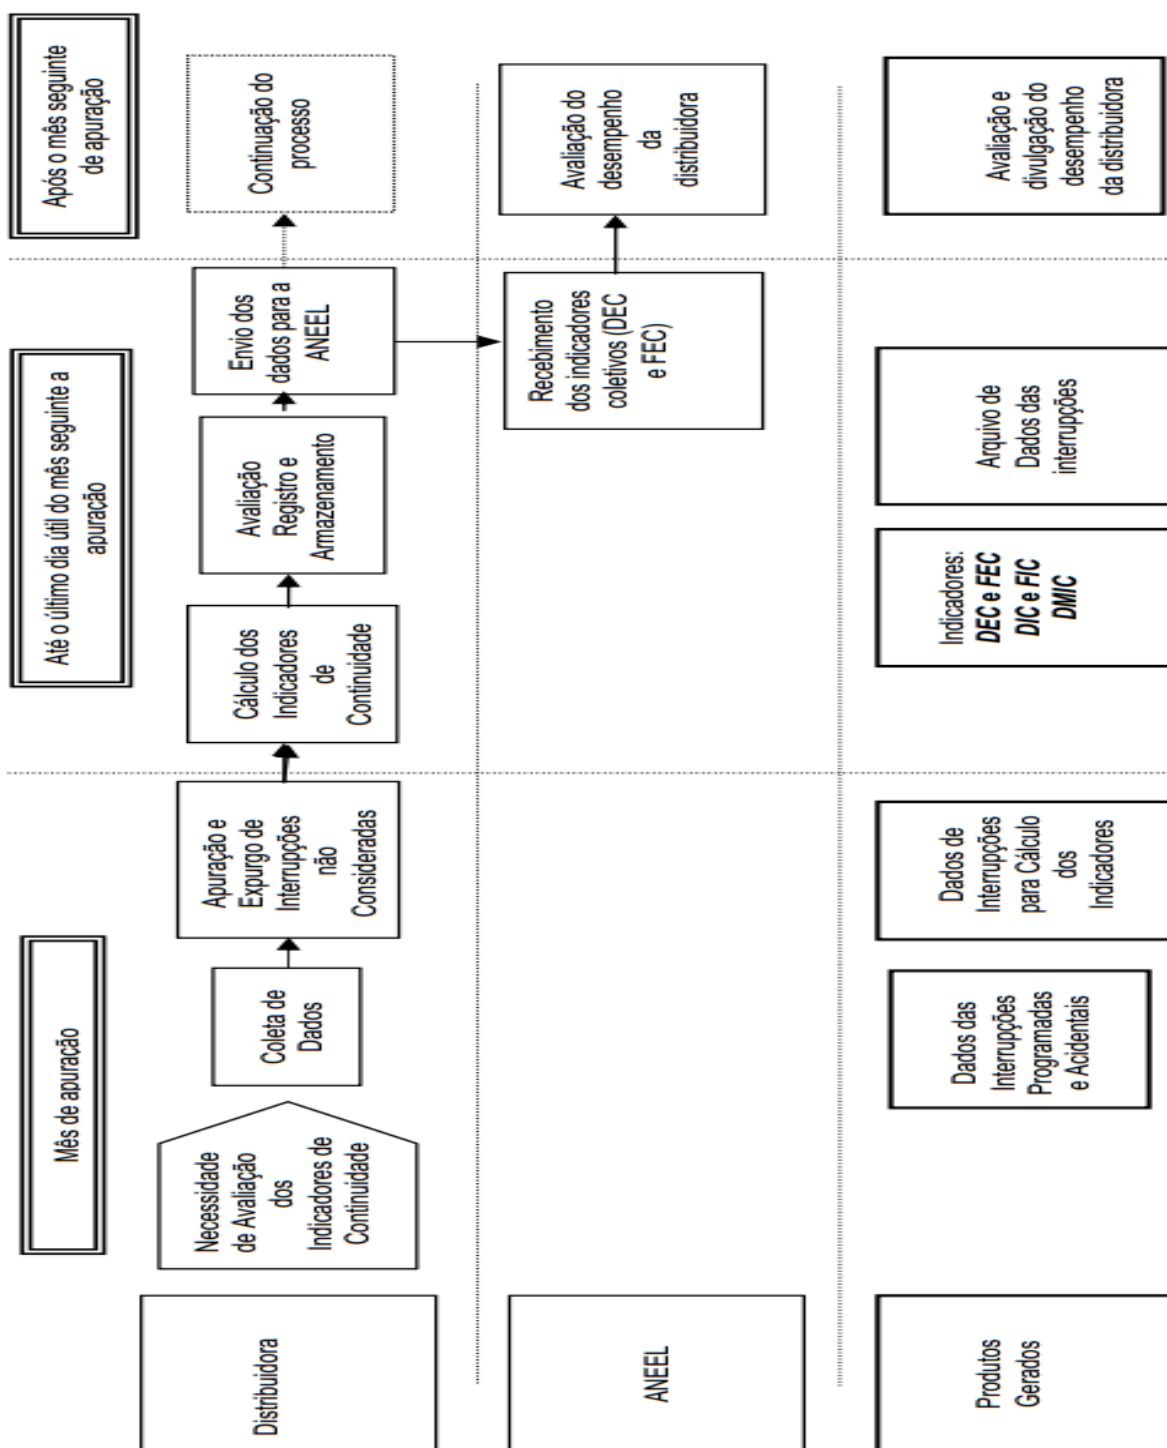 Mês de apuração
Até o último dia útil do mês seguinte a
apuração
Após o mês seguinte
de apuração
Distribuidora
Necessidade
de Avaliação
dos
Indicadores de
Continuidade
Coleta de
Dados
Apuração e
Expurgo de
Interrupções
não
Consideradas
Cálculo dos
Indicadores
de
Continuidade
Avaliação
Registro e
Armazenamento
Envio dos
dados para a
ANEEL
Continuação do
processo
ANEEL
Recebimento
dos indicadores
coletivos (DEC
e FEC)
Avaliação do
desempenho
da
distribuidora
Produtos
Gerados
Dados das
Interrupções
Programadas
e Acidentais
Dados de
Interrupções
para Cálculo
dos
Indicadores
Indicadores:
DEC e FEC
DIC e FIC
DMIC
Arquivo de
Dados das
interrupções
Avaliação e
divulgação do
desempenho
da distribuidora